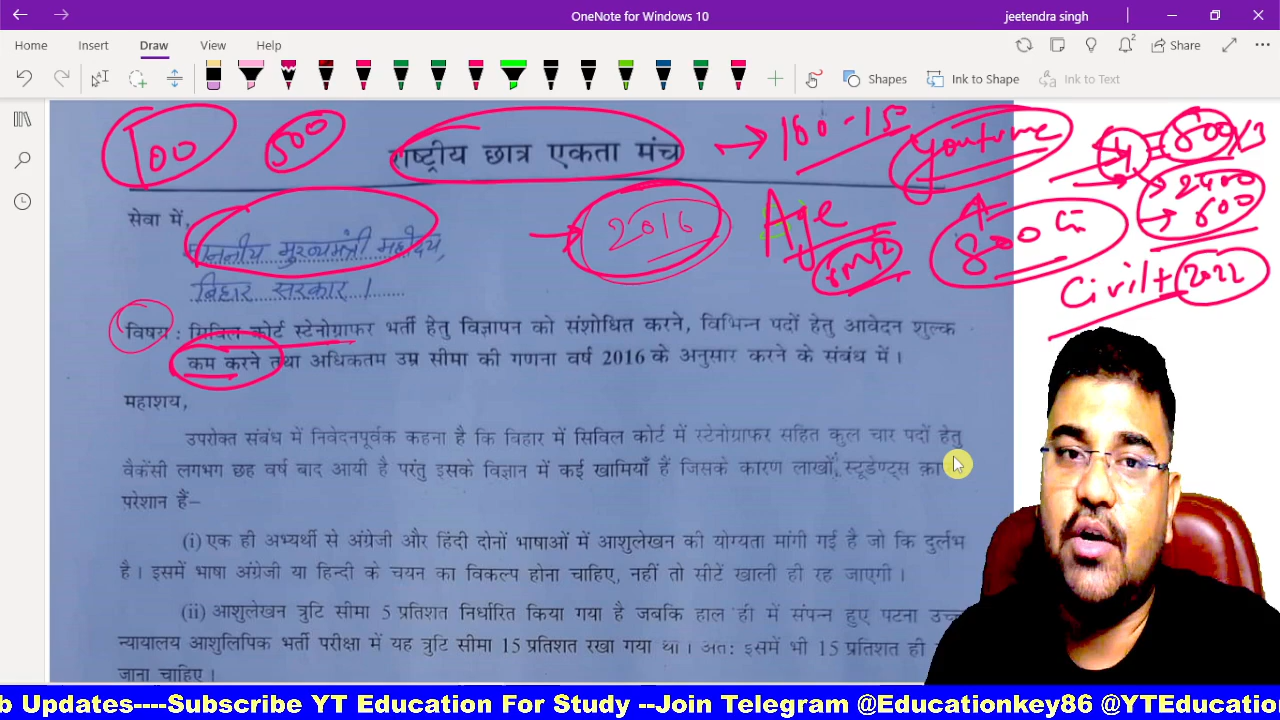 OneNote for Windows 10
jeetendra singh
Home Insert Draw View Help
Share
Shapes Ink to Shape Ink to Text
100 500 राष्ट्रीय छात्र एकता मंच 100-150 Youtube 4 = 800/3
2400
600
सेवा में,
माननीय मुख्यमंत्री महोदय,
बिहार सरकार।
2016 Age 800 Civil + 2022
विषय : सिविल कोर्ट स्टेनोग्राफर भर्ती हेतु विज्ञापन को संशोधित करने, विभिन्न पदों हेतु आवेदन शुल्क
कम करने तथा अधिकतम उम्र सीमा की गणना वर्ष 2016 के अनुसार करने के संबंध में।
महाशय,
उपरोक्त संबंध में निवेदनपूर्वक कहना है कि बिहार में सिविल कोर्ट में स्टेनोग्राफर सहित कुल चार पदों हेतु
वैकेंसी लगभग छह वर्ष बाद आयी है परंतु इसके विज्ञान में कई खामियाँ हैं जिसके कारण लाखों स्टूडेण्ट्स
परेशान हैं–
(i) एक ही अभ्यर्थी से अंग्रेजी और हिंदी दोनों भाषाओं में आशुलेखन की योग्यता मांगी गई है जो कि दुर्लभ
है। इसमें भाषा अंग्रेजी या हिन्दी के चयन का विकल्प होना चाहिए, नहीं तो सीटें खाली ही रह जाएगी।
(ii) आशुलेखन त्रुटि सीमा 5 प्रतिशत निर्धारित किया गया है जबकि हाल ही में संपन्न हुए पटना उच्च
न्यायालय आशुलिपिक भर्ती परीक्षा में यह त्रुटि सीमा 15 प्रतिशत रखा गया था। अतः इसमें भी 15 प्रतिशत ही
जाना चाहिए।
b Updates----Subscribe YT Education For Study --Join Telegram @Educationkey86 @YTEducatio